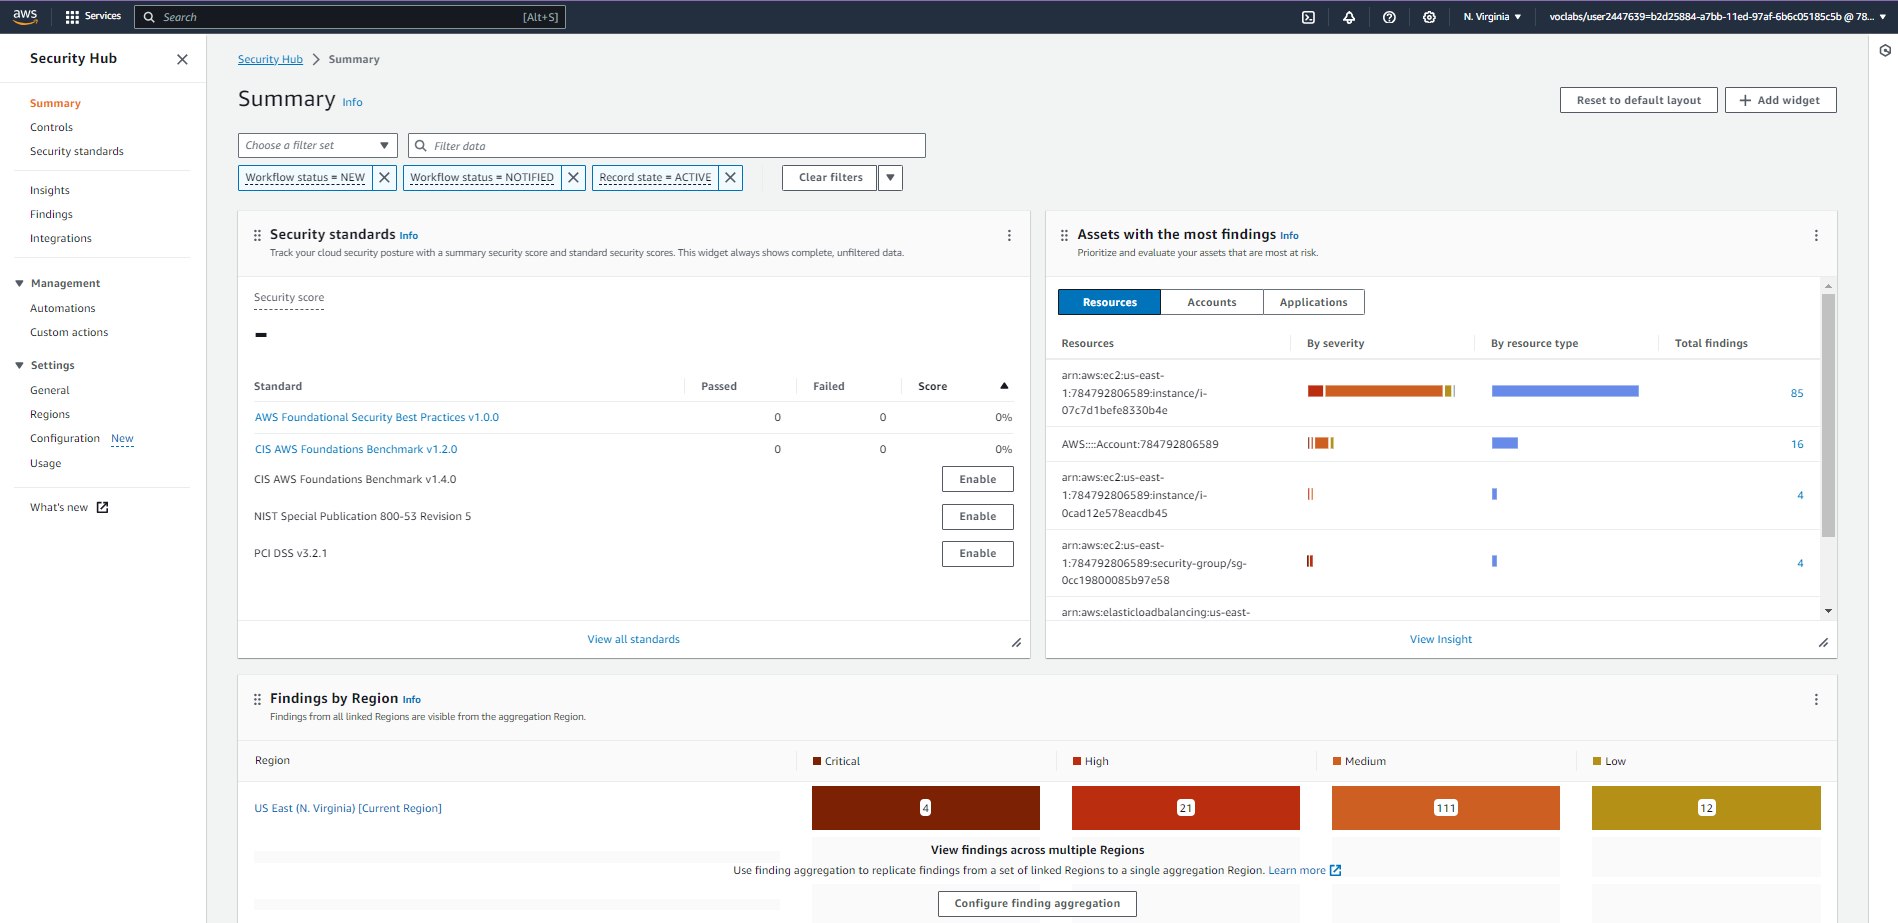 aws
Services
Search
[Alt+S]
N. Virginia
voclabs/user2447639=b2d25884-a7bb-11ed-97af-6b6c05185c5b @ 78...
Security Hub
Summary
Controls
Security standards
Insights
Findings
Integrations
Management
Automations
Custom actions
Settings
General
Regions
Configuration New
Usage
What's new
Security Hub
Summary
Summary Info
Reset to default layout
Add widget
Choose a filter set
Filter data
Workflow status = NEW
Workflow status = NOTIFIED
Record state = ACTIVE
Clear filters
Security standards Info
Track your cloud security posture with a summary security score and standard security scores. This widget always shows complete, unfiltered data.
Security score
–
Standard Passed Failed Score
AWS Foundational Security Best Practices v1.0.0 0 0 0%
CIS AWS Foundations Benchmark v1.2.0 0 0 0%
CIS AWS Foundations Benchmark v1.4.0 Enable
NIST Special Publication 800-53 Revision 5 Enable
PCI DSS v3.2.1 Enable
View all standards
Assets with the most findings Info
Prioritize and evaluate your assets that are most at risk.
Resources Accounts Applications
Resources By severity By resource type Total findings
arn:aws:ec2:us-east-
1:784792806589:instance/i- 85
07c7d1befe8330b4e
AWS::::Account:784792806589 16
arn:aws:ec2:us-east-
1:784792806589:instance/i- 4
0cad12e578eacdb45
arn:aws:ec2:us-east-
1:784792806589:security-group/sg- 4
0cc19800085b97e58
arn:aws:elasticloadbalancing:us-east-
View Insight
Findings by Region Info
Findings from all linked Regions are visible from the aggregation Region.
Region Critical High Medium Low
US East (N. Virginia) [Current Region] 4 21 111 12
View findings across multiple Regions
Use finding aggregation to replicate findings from a set of linked Regions to a single aggregation Region. Learn more
Configure finding aggregation